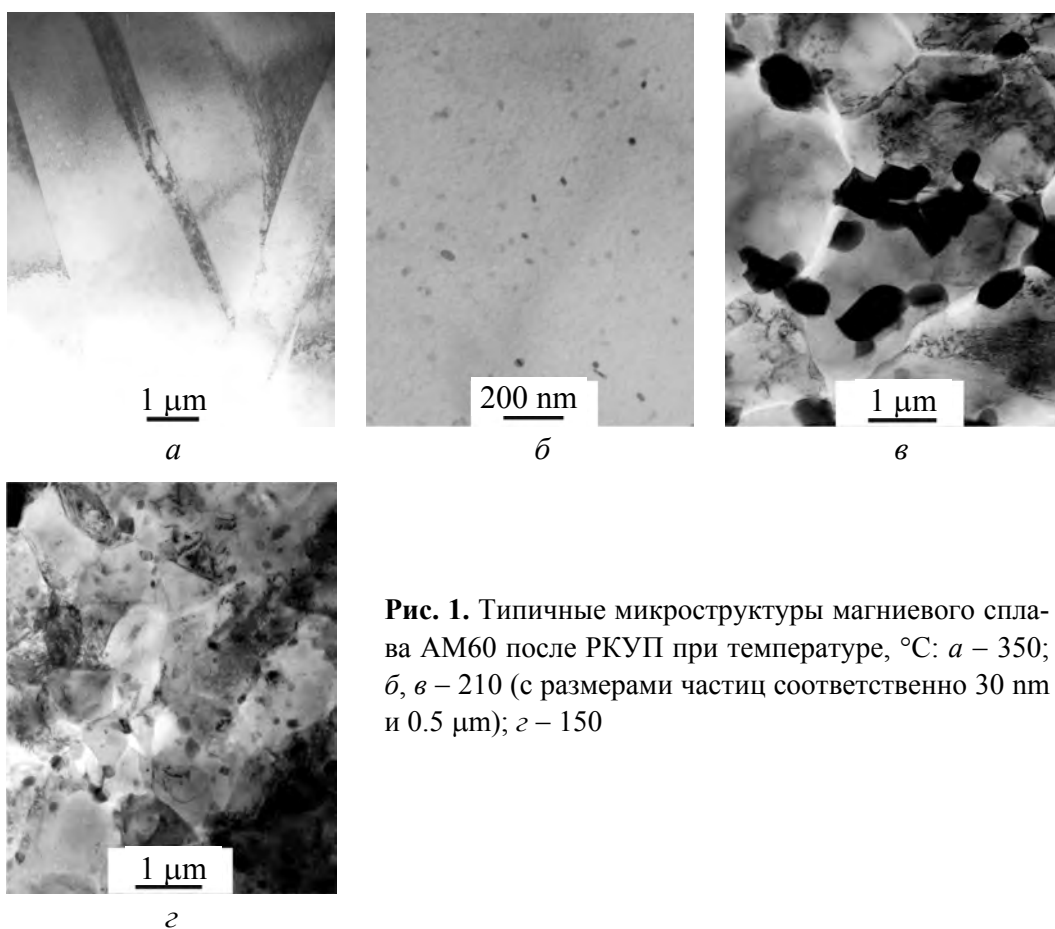 1 μm
200 nm
1 μm
а
б
в
1 μm
г
Рис. 1. Типичные микроструктуры магниевого спла-
ва АМ60 после РКУП при температуре, °С: а – 350;
б, в – 210 (с размерами частиц соответственно 30 nm
и 0.5 μm); г – 150